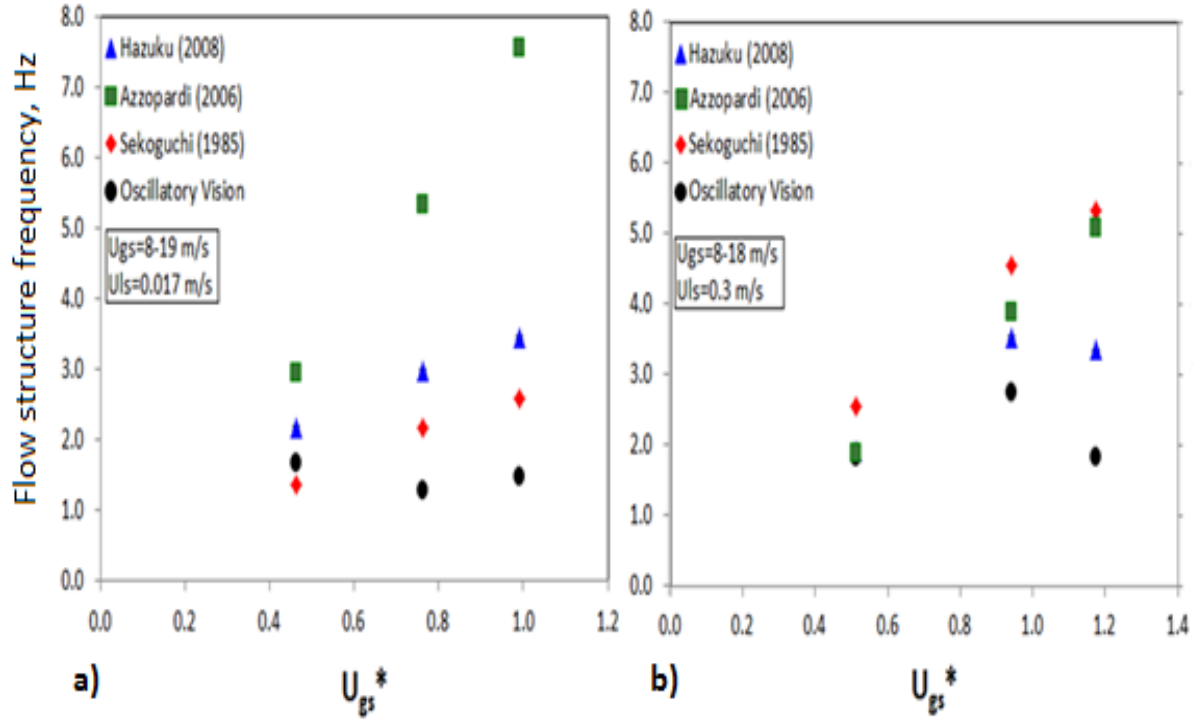 Flow structure frequency, Hz
8.0
7.0
6.0
5.0
4.0
3.0
2.0
1.0
0.0
Hazuku (2008)
Azzopardi (2006)
Sekoguchi (1985)
Oscillatory Vision
Ugs=8-19 m/s
Uls=0.017 m/s
0.0 0.2 0.4 0.6 0.8 1.0 1.2
a) Ugs*
8.0
7.0
6.0
5.0
4.0
3.0
2.0
1.0
0.0
Hazuku (2008)
Azzopardi (2006)
Sekoguchi (1985)
Oscillatory Vision
Ugs=8-18 m/s
Uls=0.3 m/s
0.0 0.2 0.4 0.6 0.8 1.0 1.2 1.4
b) Ugs*